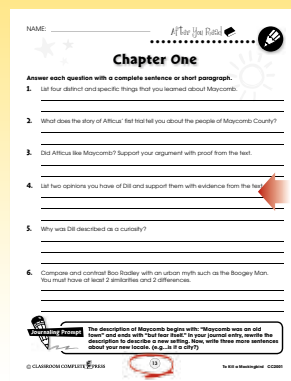 NAME:
After You Read
Chapter One
Answer each question with a complete sentence or short paragraph.
1. List four distinct and specific things that you learned about Maycomb.
2. What does the story of Atticus' first trial tell you about the people of Maycomb County?
3. Did Atticus like Maycomb? Support your argument with proof from the text.
4. List two opinions you have of Dill and support them with evidence from the text.
5. Why was Dill described as a curiosity?
6. Compare and contrast Boo Radley with an urban myth such as the Boogey Man.
You must have at least 2 similarities and 2 differences.
Journaling Prompt
The description of Maycomb begins with: "Maycomb was an old
town" and ends with "but fear itself." In your journal, rewrite the
description to describe a new setting. Now, write three more sentences
about your new locale. (e.g...is it a city?)
© CLASSROOM COMPLETE PRESS
13
To Kill a Mockingbird CC2001